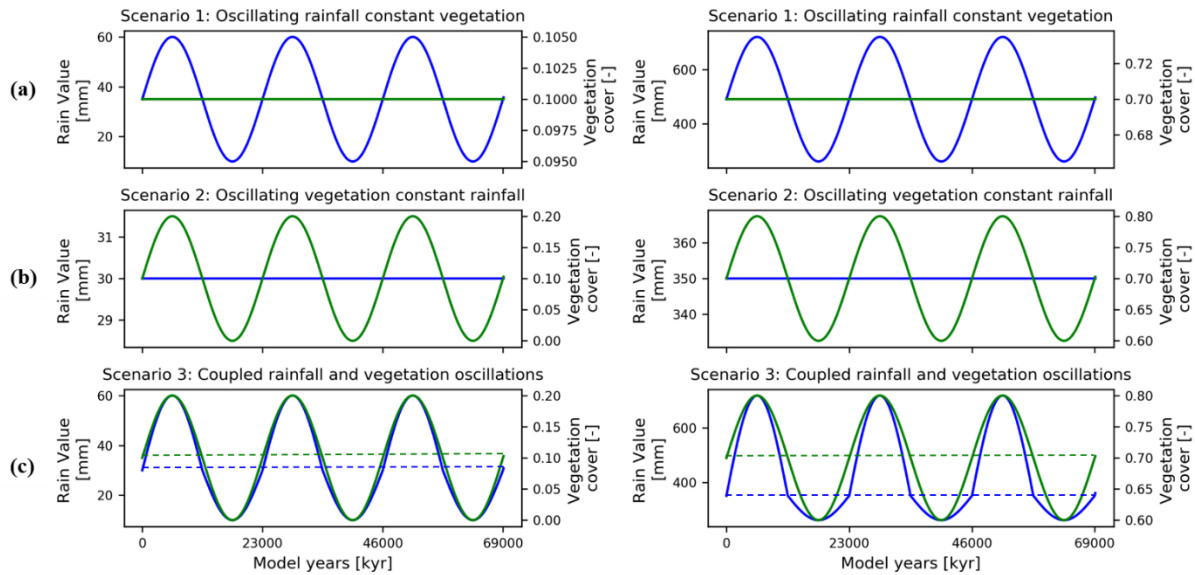 Scenario 1: Oscillating rainfall constant vegetation
(a)
Rain Value
[mm]
60
40
20
0.1050
0.1025
0.1000
0.0975
0.0950
Vegetation
cover [-]
Scenario 1: Oscillating rainfall constant vegetation
Rain Value
[mm]
600
400
0.72
0.70
0.68
Vegetation
cover [-]
Scenario 2: Oscillating vegetation constant rainfall
(b)
Rain Value
[mm]
31
30
29
0.20
0.15
0.10
0.05
0.00
Vegetation
cover [-]
Scenario 2: Oscillating vegetation constant rainfall
Rain Value
[mm]
360
350
340
0.80
0.75
0.70
0.65
0.60
Vegetation
cover [-]
Scenario 3: Coupled rainfall and vegetation oscillations
(c)
Rain Value
[mm]
60
40
20
0.20
0.15
0.10
0.05
0.00
Vegetation
cover [-]
0
23000
46000
69000
Model years [kyr]
Scenario 3: Coupled rainfall and vegetation oscillations
Rain Value
[mm]
600
400
0.80
0.75
0.70
0.65
0.60
Vegetation
cover [-]
0
23000
46000
69000
Model years [kyr]